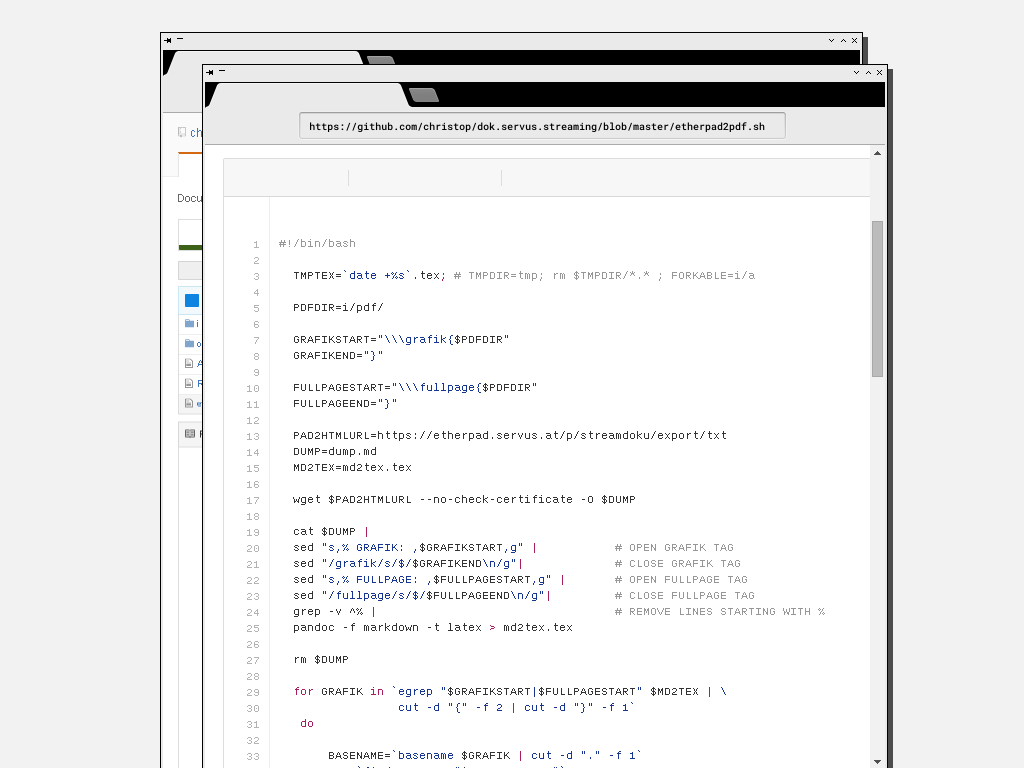 https://github.com/christop/dok.servus.streaming/blob/master/etherpad2pdf.sh
ch
Docu
i
o
A
R
e
1 #!/bin/bash
2
3 TMPTEX=`date +%s`.tex; # TMPDIR=tmp; rm $TMPDIR/*.* ; FORKABLE=i/a
4
5 PDFDIR=i/pdf/
6
7 GRAFIKSTART="\\\grafik{$PDFDIR"
8 GRAFIKEND="}"
9
10 FULLPAGESTART="\\\fullpage{$PDFDIR"
11 FULLPAGEEND="}"
12
13 PAD2HTMLURL=https://etherpad.servus.at/p/streamdoku/export/txt
14 DUMP=dump.md
15 MD2TEX=md2tex.tex
16
17 wget $PAD2HTMLURL --no-check-certificate -O $DUMP
18
19 cat $DUMP |
20 sed "s,% GRAFIK: ,$GRAFIKSTART,g" | # OPEN GRAFIK TAG
21 sed "/grafik/s/$/$GRAFIKEND\n/g"| # CLOSE GRAFIK TAG
22 sed "s,% FULLPAGE: ,$FULLPAGESTART,g" | # OPEN FULLPAGE TAG
23 sed "/fullpage/s/$/$FULLPAGEEND\n/g"| # CLOSE FULLPAGE TAG
24 grep -v ^% | # REMOVE LINES STARTING WITH %
25 pandoc -f markdown -t latex > md2tex.tex
26
27 rm $DUMP
28
29 for GRAFIK in `egrep "$GRAFIKSTART|$FULLPAGESTART" $MD2TEX | \
30 cut -d "{" -f 2 | cut -d "}" -f 1`
31 do
32
33 BASENAME=`basename $GRAFIK | cut -d "." -f 1`